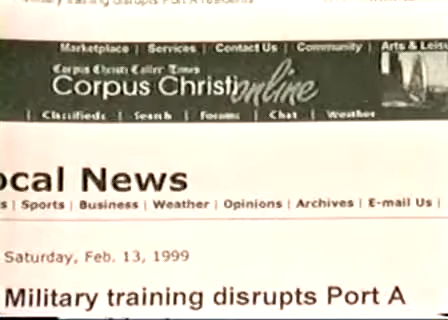 Military training disrupts Port A residents
Marketplace | Services | Contact Us | Community | Arts & Leis
Corpus Christi Caller Times
Corpus Christi online
| Classifieds | Search | Forums | Chat | Weather
ocal News
s | Sports | Business | Weather | Opinions | Archives | E-mail Us |
Saturday, Feb. 13, 1999
Military training disrupts Port A